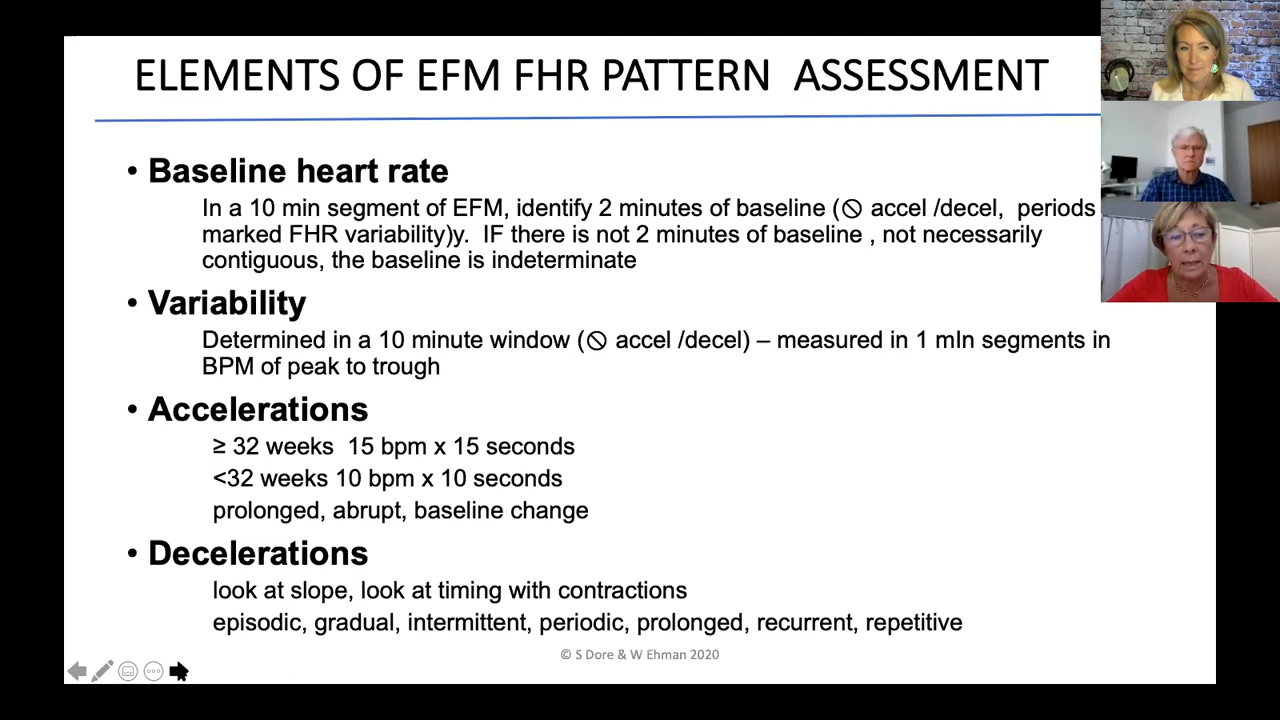 ELEMENTS OF EFM FHR PATTERN ASSESSMENT
• Baseline heart rate
In a 10 min segment of EFM, identify 2 minutes of baseline (🛇 accel /decel, periods
marked FHR variability)y. IF there is not 2 minutes of baseline , not necessarily
contiguous, the baseline is indeterminate
• Variability
Determined in a 10 minute window (🛇 accel /decel) – measured in 1 mIn segments in
BPM of peak to trough
• Accelerations
≥ 32 weeks 15 bpm x 15 seconds
<32 weeks 10 bpm x 10 seconds
prolonged, abrupt, baseline change
• Decelerations
look at slope, look at timing with contractions
episodic, gradual, intermittent, periodic, prolonged, recurrent, repetitive
© S Dore & W Ehman 2020